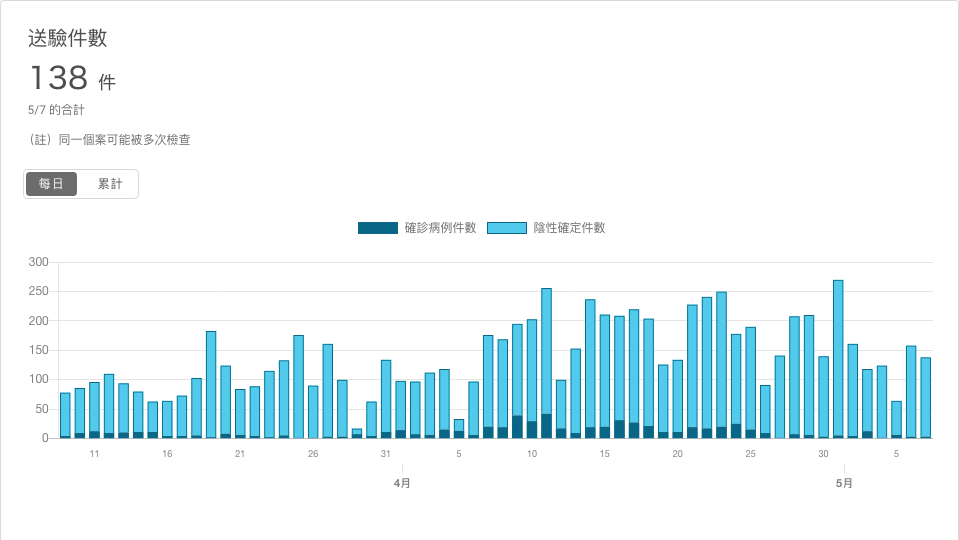 送驗件數
138 件
5/7 的合計
（註）同一個案可能被多次檢查
每日 累計
確診病例件數 陰性確定件數
300
250
200
150
100
50
0
11 16 21 26 31 5 10 15 20 25 30 5
4月 5月